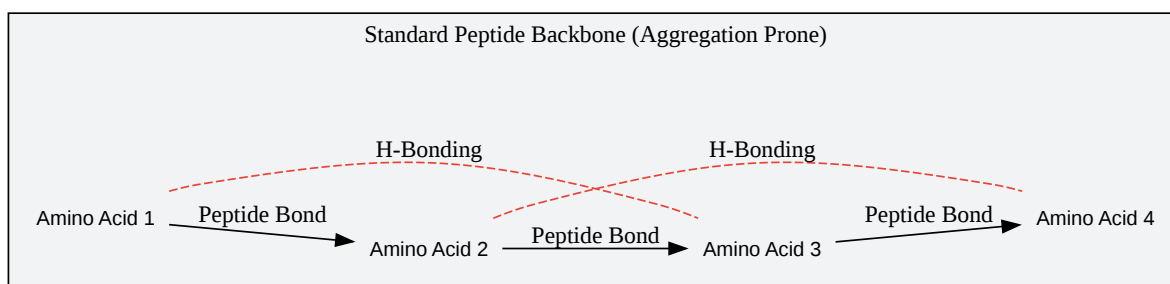 Standard Peptide Backbone (Aggregation Prone)
H-Bonding
H-Bonding
Amino Acid 1
Peptide Bond
Amino Acid 2
Peptide Bond
Amino Acid 3
Peptide Bond
Amino Acid 4